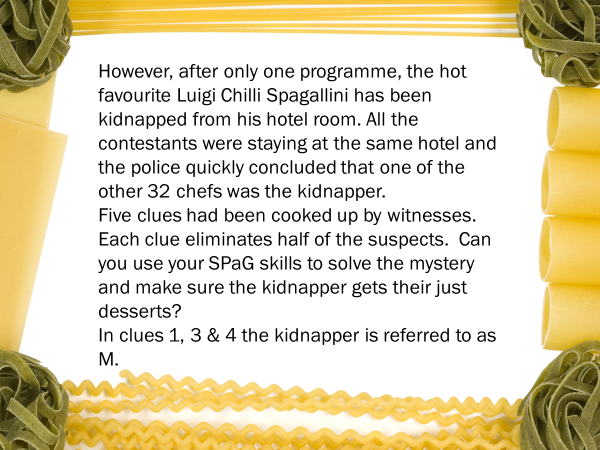 However, after only one programme, the hot
favourite Luigi Chilli Spagallini has been
kidnapped from his hotel room. All the
contestants were staying at the same hotel and
the police quickly concluded that one of the
other 32 chefs was the kidnapper.
Five clues had been cooked up by witnesses.
Each clue eliminates half of the suspects.  Can
you use your SPaG skills to solve the mystery
and make sure the kidnapper gets their just
desserts?
In clues 1, 3 & 4 the kidnapper is referred to as
M.